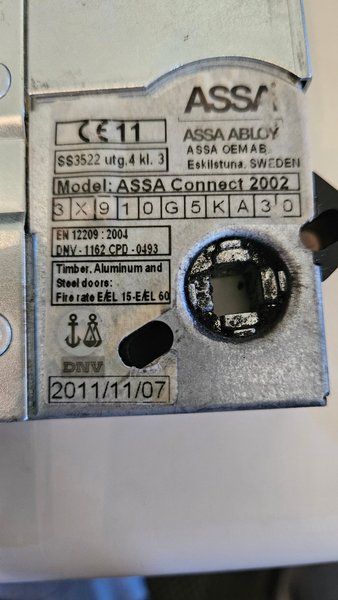 ASSA
CE 11
ASSA ABLOY
ASSA OEM AB
SS3522 utg.4 kl. 3
Eskilstuna, SWEDEN
Model: ASSA Connect 2002
3 X 9 1 0 G 5 K A 3 0
EN 12209 : 2004
DNV - 1162 CPD - 0493
Timber, Aluminum and
Steel doors:
Fire rate E/EL 15-E/EL 60
DNV
2011/11/07